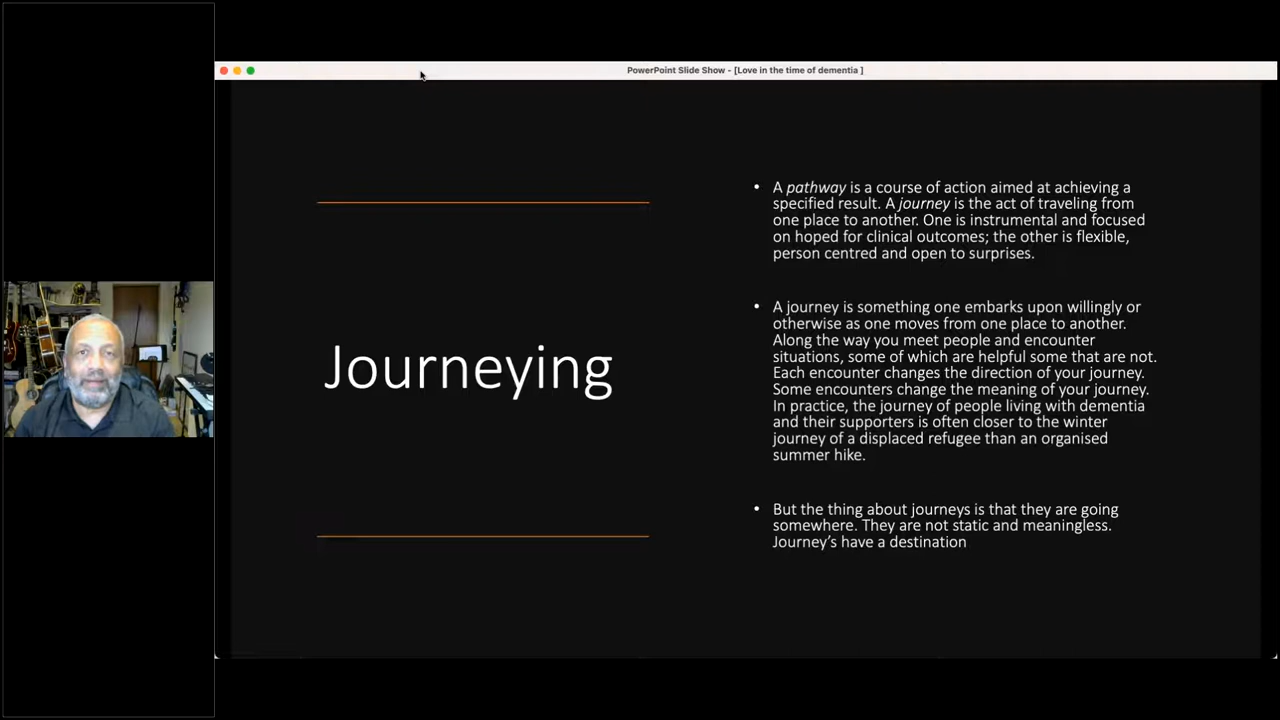 PowerPoint Slide Show - [Love in the time of dementia ]
Journeying
• A pathway is a course of action aimed at achieving a
specified result. A journey is the act of traveling from
one place to another. One is instrumental and focused
on hoped for clinical outcomes; the other is flexible,
person centred and open to surprises.
• A journey is something one embarks upon willingly or
otherwise as one moves from one place to another.
Along the way you meet people and encounter
situations, some of which are helpful some that are not.
Each encounter changes the direction of your journey.
Some encounters change the meaning of your journey.
In practice, the journey of people living with dementia
and their supporters is often closer to the winter
journey of a displaced refugee than an organised
summer hike.
• But the thing about journeys is that they are going
somewhere. They are not static and meaningless.
Journey’s have a destination